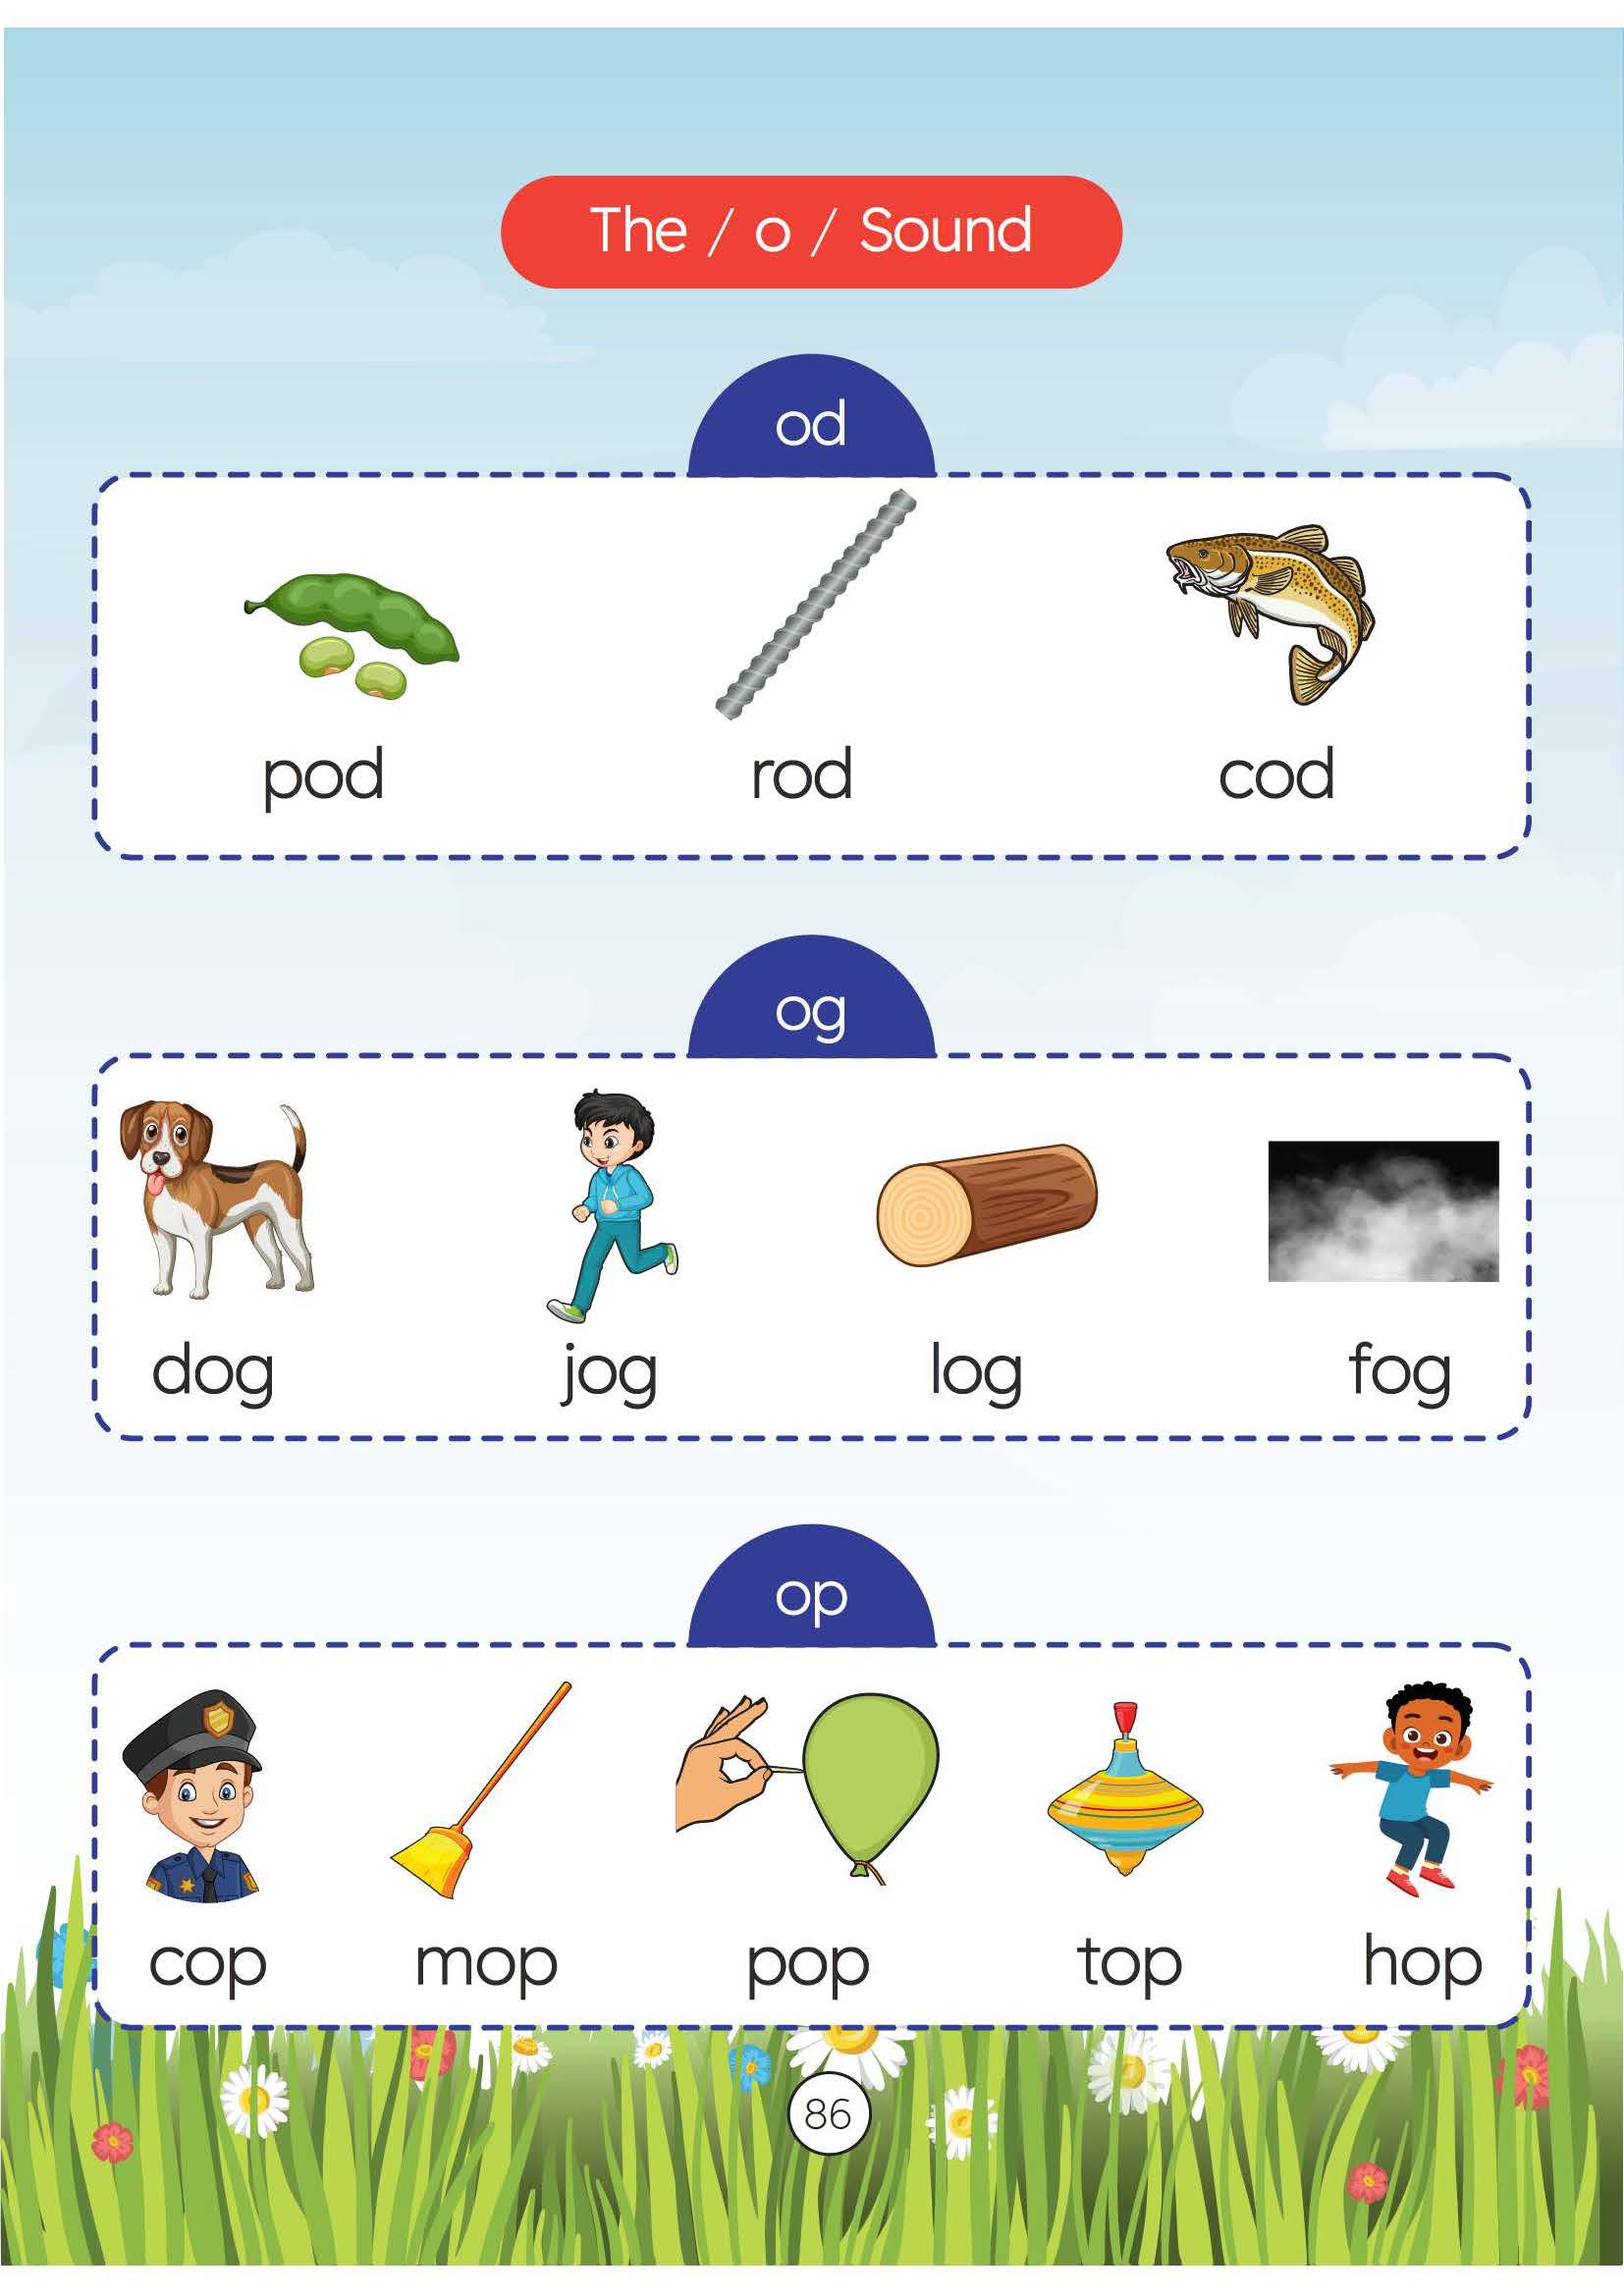 The / o / Sound
od
pod rod cod
og
dog jog log fog
op
cop mop pop top hop
86